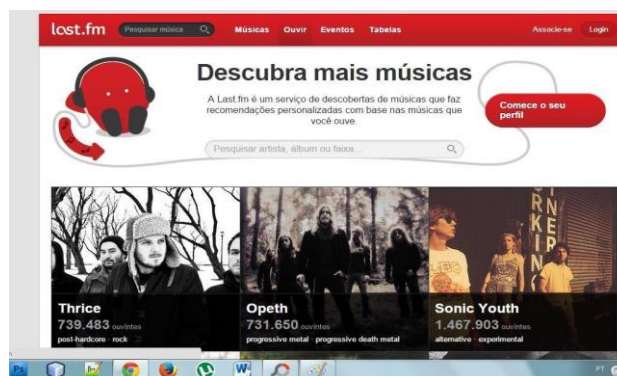 last.fm Pesquisar música Músicas Ouvir Eventos Tabelas Associe-se Login
Descubra mais músicas
A Last.fm é um serviço de descobertas de músicas que faz
recomendações personalizadas com base nas músicas que
você ouve.
Comece o seu
perfil
Pesquisar artista, álbum ou faixa...
Thrice
739.483 ouvintes
post-hardcore · rock
Opeth
731.650 ouvintes
progressive metal · progressive death metal
Sonic Youth
1.467.903 ouvintes
alternative · experimental
Ps W PT